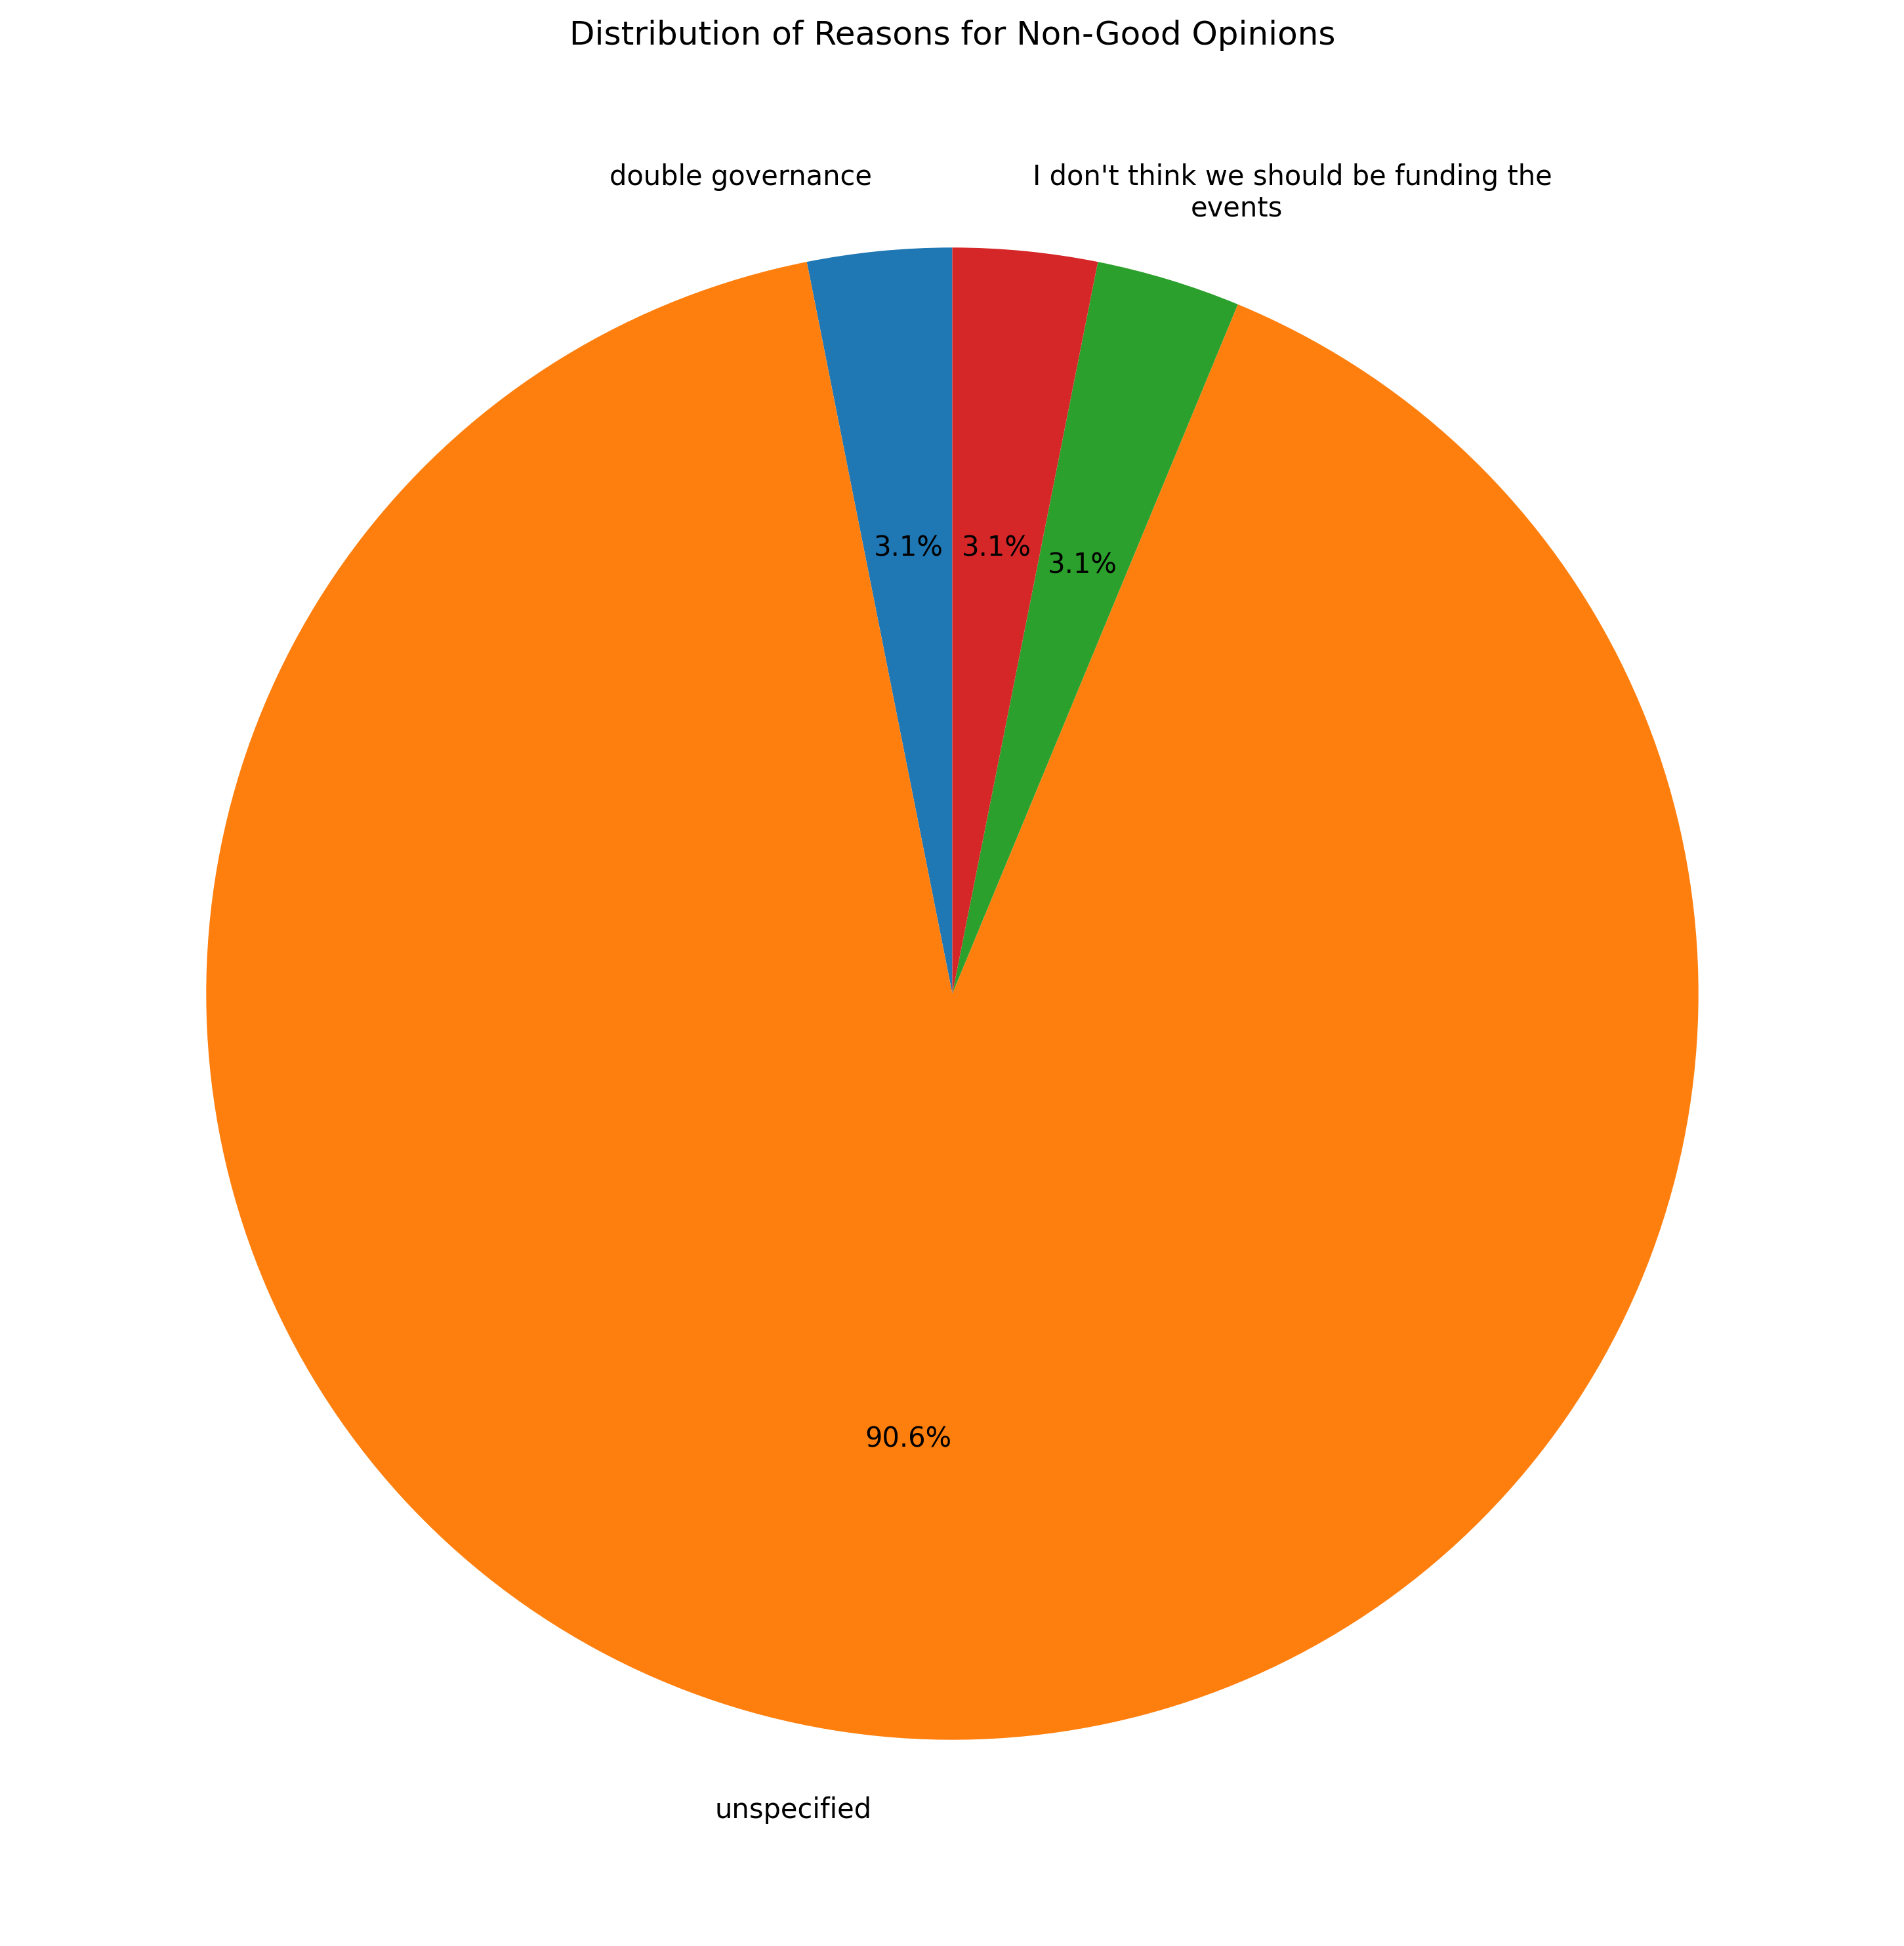 Distribution of Reasons for Non-Good Opinions
double governance
I don't think we should be funding the
events
3.1%
3.1%
3.1%
90.6%
unspecified